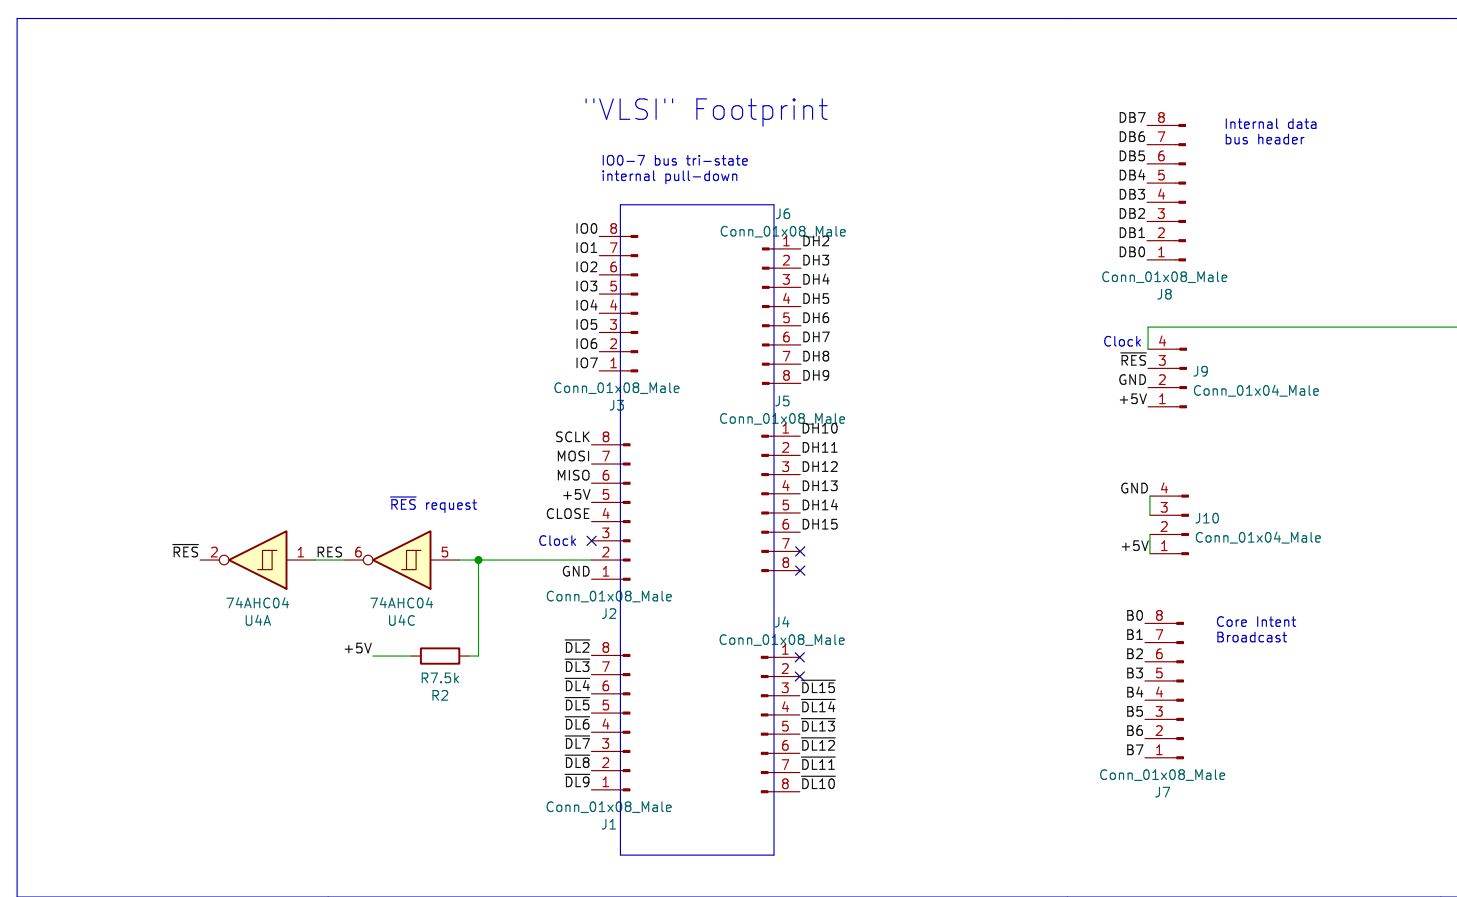 "VLSI" Footprint
IO0-7 bus tri-state
internal pull-down
J6
Conn_01x08_Male
IO0 8
IO1 7
IO2 6
IO3 5
IO4 4
IO5 3
IO6 2
IO7 1
Conn_01x08_Male
J3
1 DH2
2 DH3
3 DH4
4 DH5
5 DH6
6 DH7
7 DH8
8 DH9
J5
Conn_01x08_Male
1 DH10
2 DH11
3 DH12
4 DH13
5 DH14
6 DH15
7
8
SCLK 8
MOSI 7
MISO 6
+5V 5
CLOSE 4
Clock 3
2
GND 1
Conn_01x08_Male
J2
RES request
RES 2
1 RES 6
5
74AHC04
U4A
74AHC04
U4C
+5V
R7.5k
R2
DL2 8
DL3 7
DL4 6
DL5 5
DL6 4
DL7 3
DL8 2
DL9 1
Conn_01x08_Male
J1
J4
Conn_01x08_Male
1
2
3 DL15
4 DL14
5 DL13
6 DL12
7 DL11
8 DL10
DB7 8
DB6 7
DB5 6
DB4 5
DB3 4
DB2 3
DB1 2
DB0 1
Conn_01x08_Male
J8
Internal data
bus header
Clock 4
RES 3
GND 2
+5V 1
J9
Conn_01x04_Male
GND 4
3
2
+5V 1
J10
Conn_01x04_Male
B0 8
B1 7
B2 6
B3 5
B4 4
B5 3
B6 2
B7 1
Conn_01x08_Male
J7
Core Intent
Broadcast